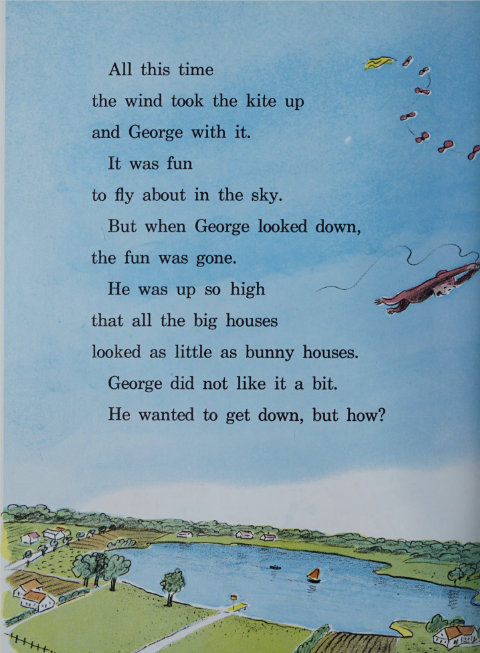 All this time
the wind took the kite up
and George with it.
It was fun
to fly about in the sky.
But when George looked down,
the fun was gone.
He was up so high
that all the big houses
looked as little as bunny houses.
George did not like it a bit.
He wanted to get down, but how?